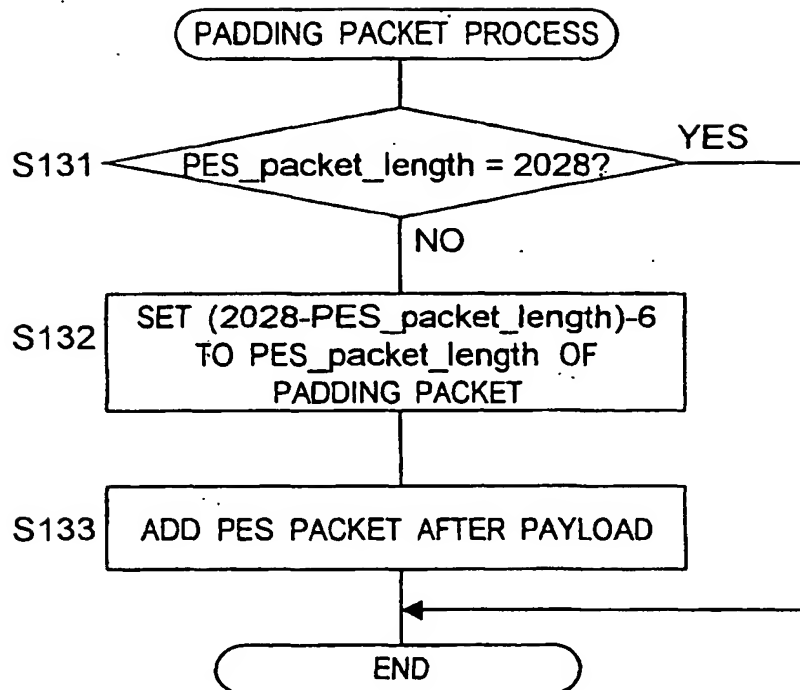 PADDING PACKET PROCESS
S131
PES_packet_length = 2028?
YES
NO
S132
SET (2028-PES_packet_length)-6
TO PES_packet_length OF
PADDING PACKET
S133
ADD PES PACKET AFTER PAYLOAD
END